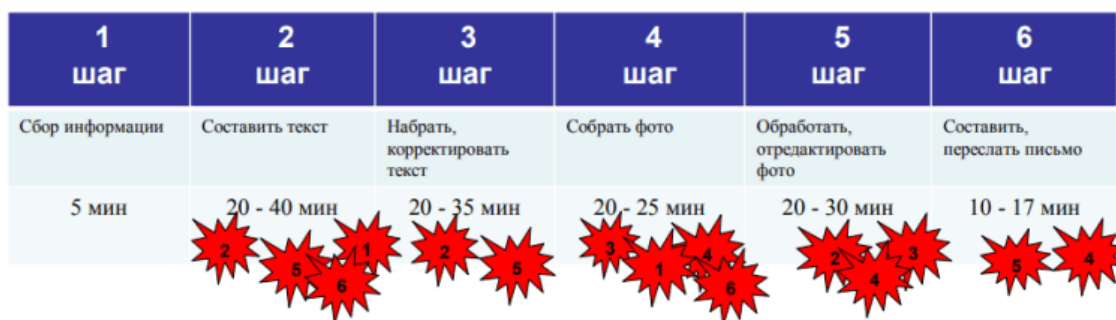 1 шаг
2 шаг
3 шаг
4 шаг
5 шаг
6 шаг
Сбор информации
Составить текст
Набрать,
корректировать
текст
Собрать фото
Обработать,
отредактировать
фото
Составить,
переслать письмо
5 мин
20 - 40 мин
20 - 35 мин
20 - 25 мин
20 - 30 мин
10 - 17 мин
2
5
1
6
2
5
3
1
4
6
2
4
3
5
4